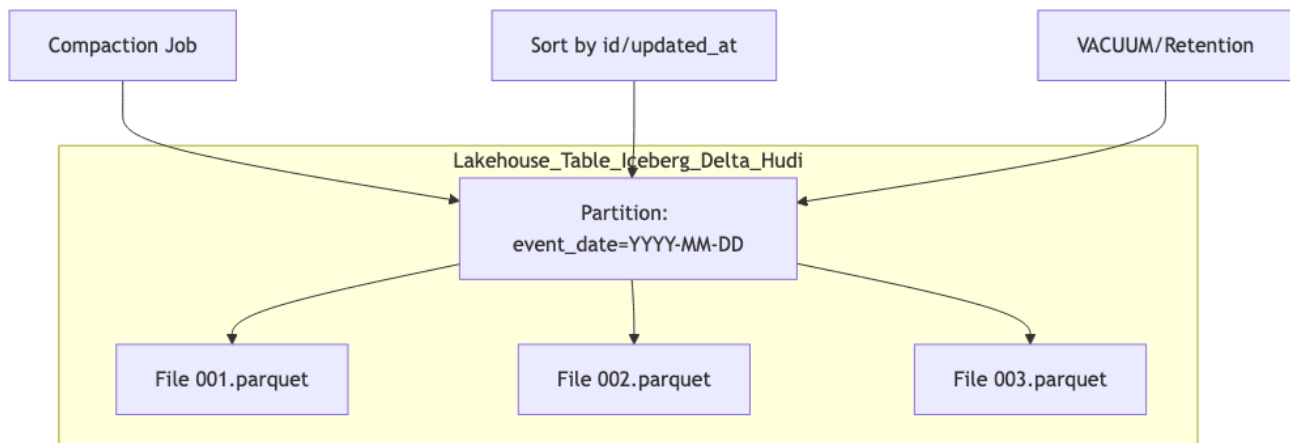 Compaction Job
Sort by id/updated_at
VACUUM/Retention
Lakehouse_Table_Iceberg_Delta_Hudi
Partition:
event_date=YYYY-MM-DD
File 001.parquet
File 002.parquet
File 003.parquet